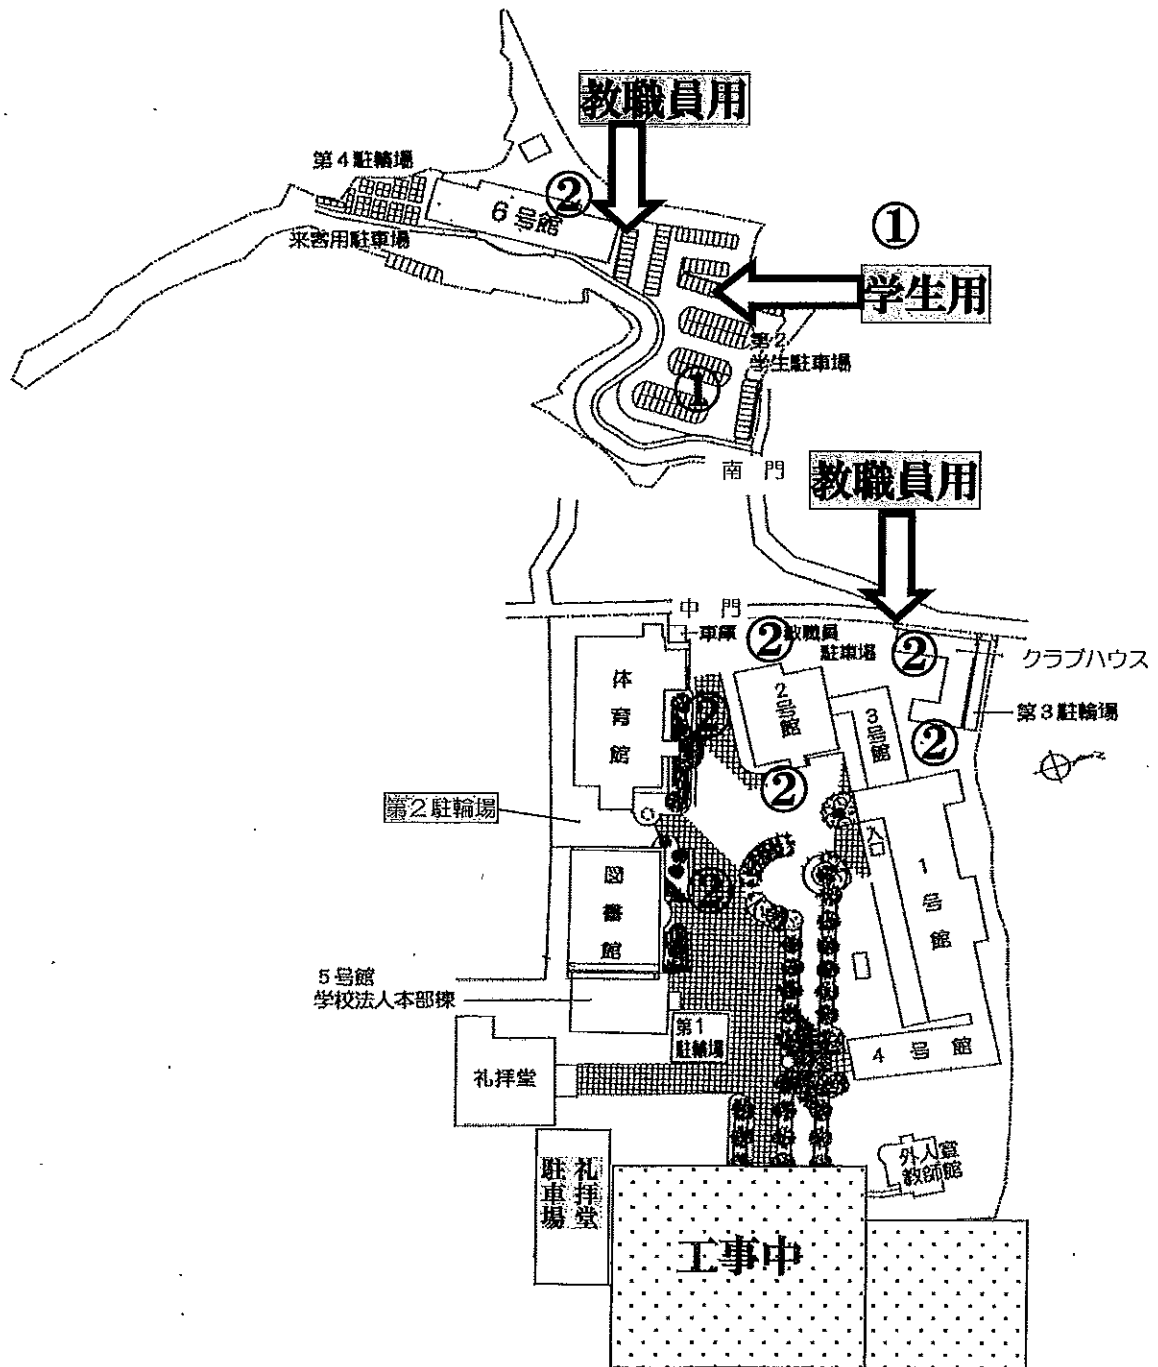 教職員用
第4駐輪場
②
6号館
①
来客用駐車場
学生用
第2
学生駐車場
①
南門
教職員用
中門
車庫
②
教職員
駐車場
②
クラブハウス
体育館
2号館
3号館
第3駐輪場
②
②
②
第2駐輪場
入口
図書館
②
1号館
5号館
学校法人本部棟
第1
駐輪場
4号館
礼拝堂
外人宣
教師館
礼拝堂
駐車場
工事中